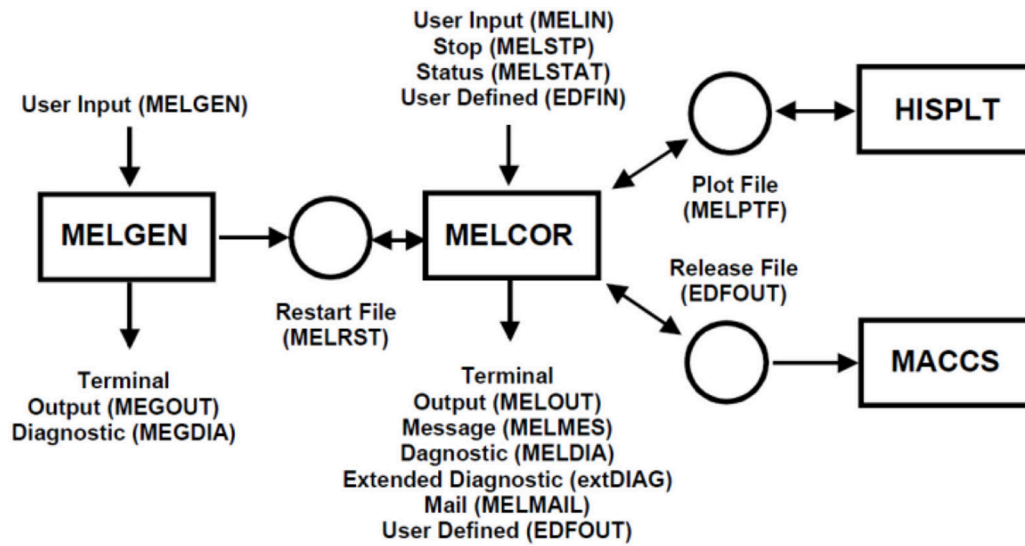 User Input (MELIN)
Stop (MELSTP)
Status (MELSTAT)
User Defined (EDFIN)
User Input (MELGEN)
HISPLT
Plot File
(MELPTF)
MELGEN
MELCOR
Restart File
(MELRST)
Release File
(EDFOUT)
MACCS
Terminal
Output (MEGOUT)
Diagnostic (MEGDIA)
Terminal
Output (MELOUT)
Message (MELMES)
Dagnostic (MELDIA)
Extended Diagnostic (extDIAG)
Mail (MELMAIL)
User Defined (EDFOUT)